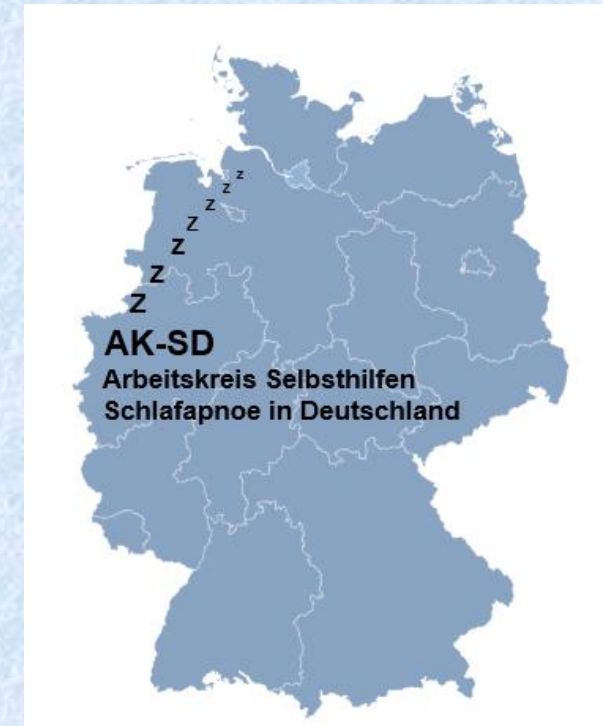 z
z
z
z
z
z
z
AK-SD
Arbeitskreis Selbsthilfen
Schlafapnoe in Deutschland